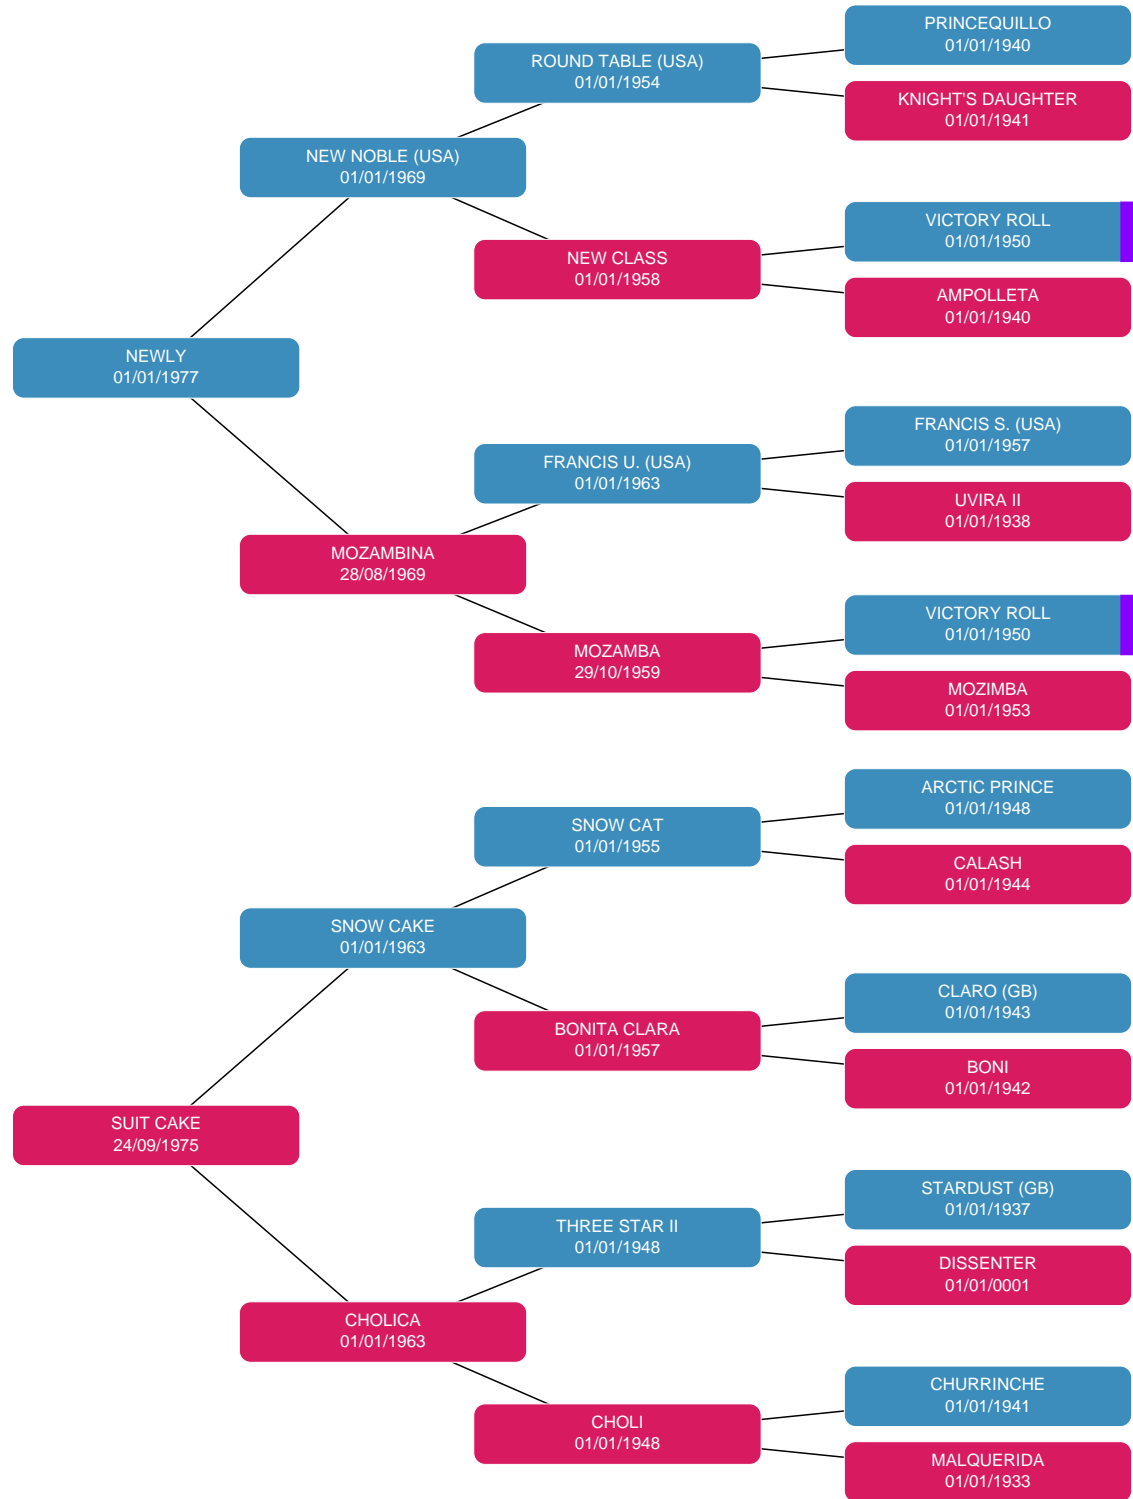 PRINCEQUILLO
01/01/1940
ROUND TABLE (USA)
01/01/1954
KNIGHT'S DAUGHTER
01/01/1941
NEW NOBLE (USA)
01/01/1969
VICTORY ROLL
01/01/1950
NEW CLASS
01/01/1958
AMPOLLETA
01/01/1940
NEWLY
01/01/1977
FRANCIS S. (USA)
01/01/1957
FRANCIS U. (USA)
01/01/1963
UVIRA II
01/01/1938
MOZAMBINA
28/08/1969
VICTORY ROLL
01/01/1950
MOZAMBA
29/10/1959
MOZIMBA
01/01/1953
ARCTIC PRINCE
01/01/1948
SNOW CAT
01/01/1955
CALASH
01/01/1944
SNOW CAKE
01/01/1963
CLARO (GB)
01/01/1943
BONITA CLARA
01/01/1957
BONI
01/01/1942
SUIT CAKE
24/09/1975
STARDUST (GB)
01/01/1937
THREE STAR II
01/01/1948
DISSENTER
01/01/0001
CHOLICA
01/01/1963
CHURRINCHE
01/01/1941
CHOLI
01/01/1948
MALQUERIDA
01/01/1933